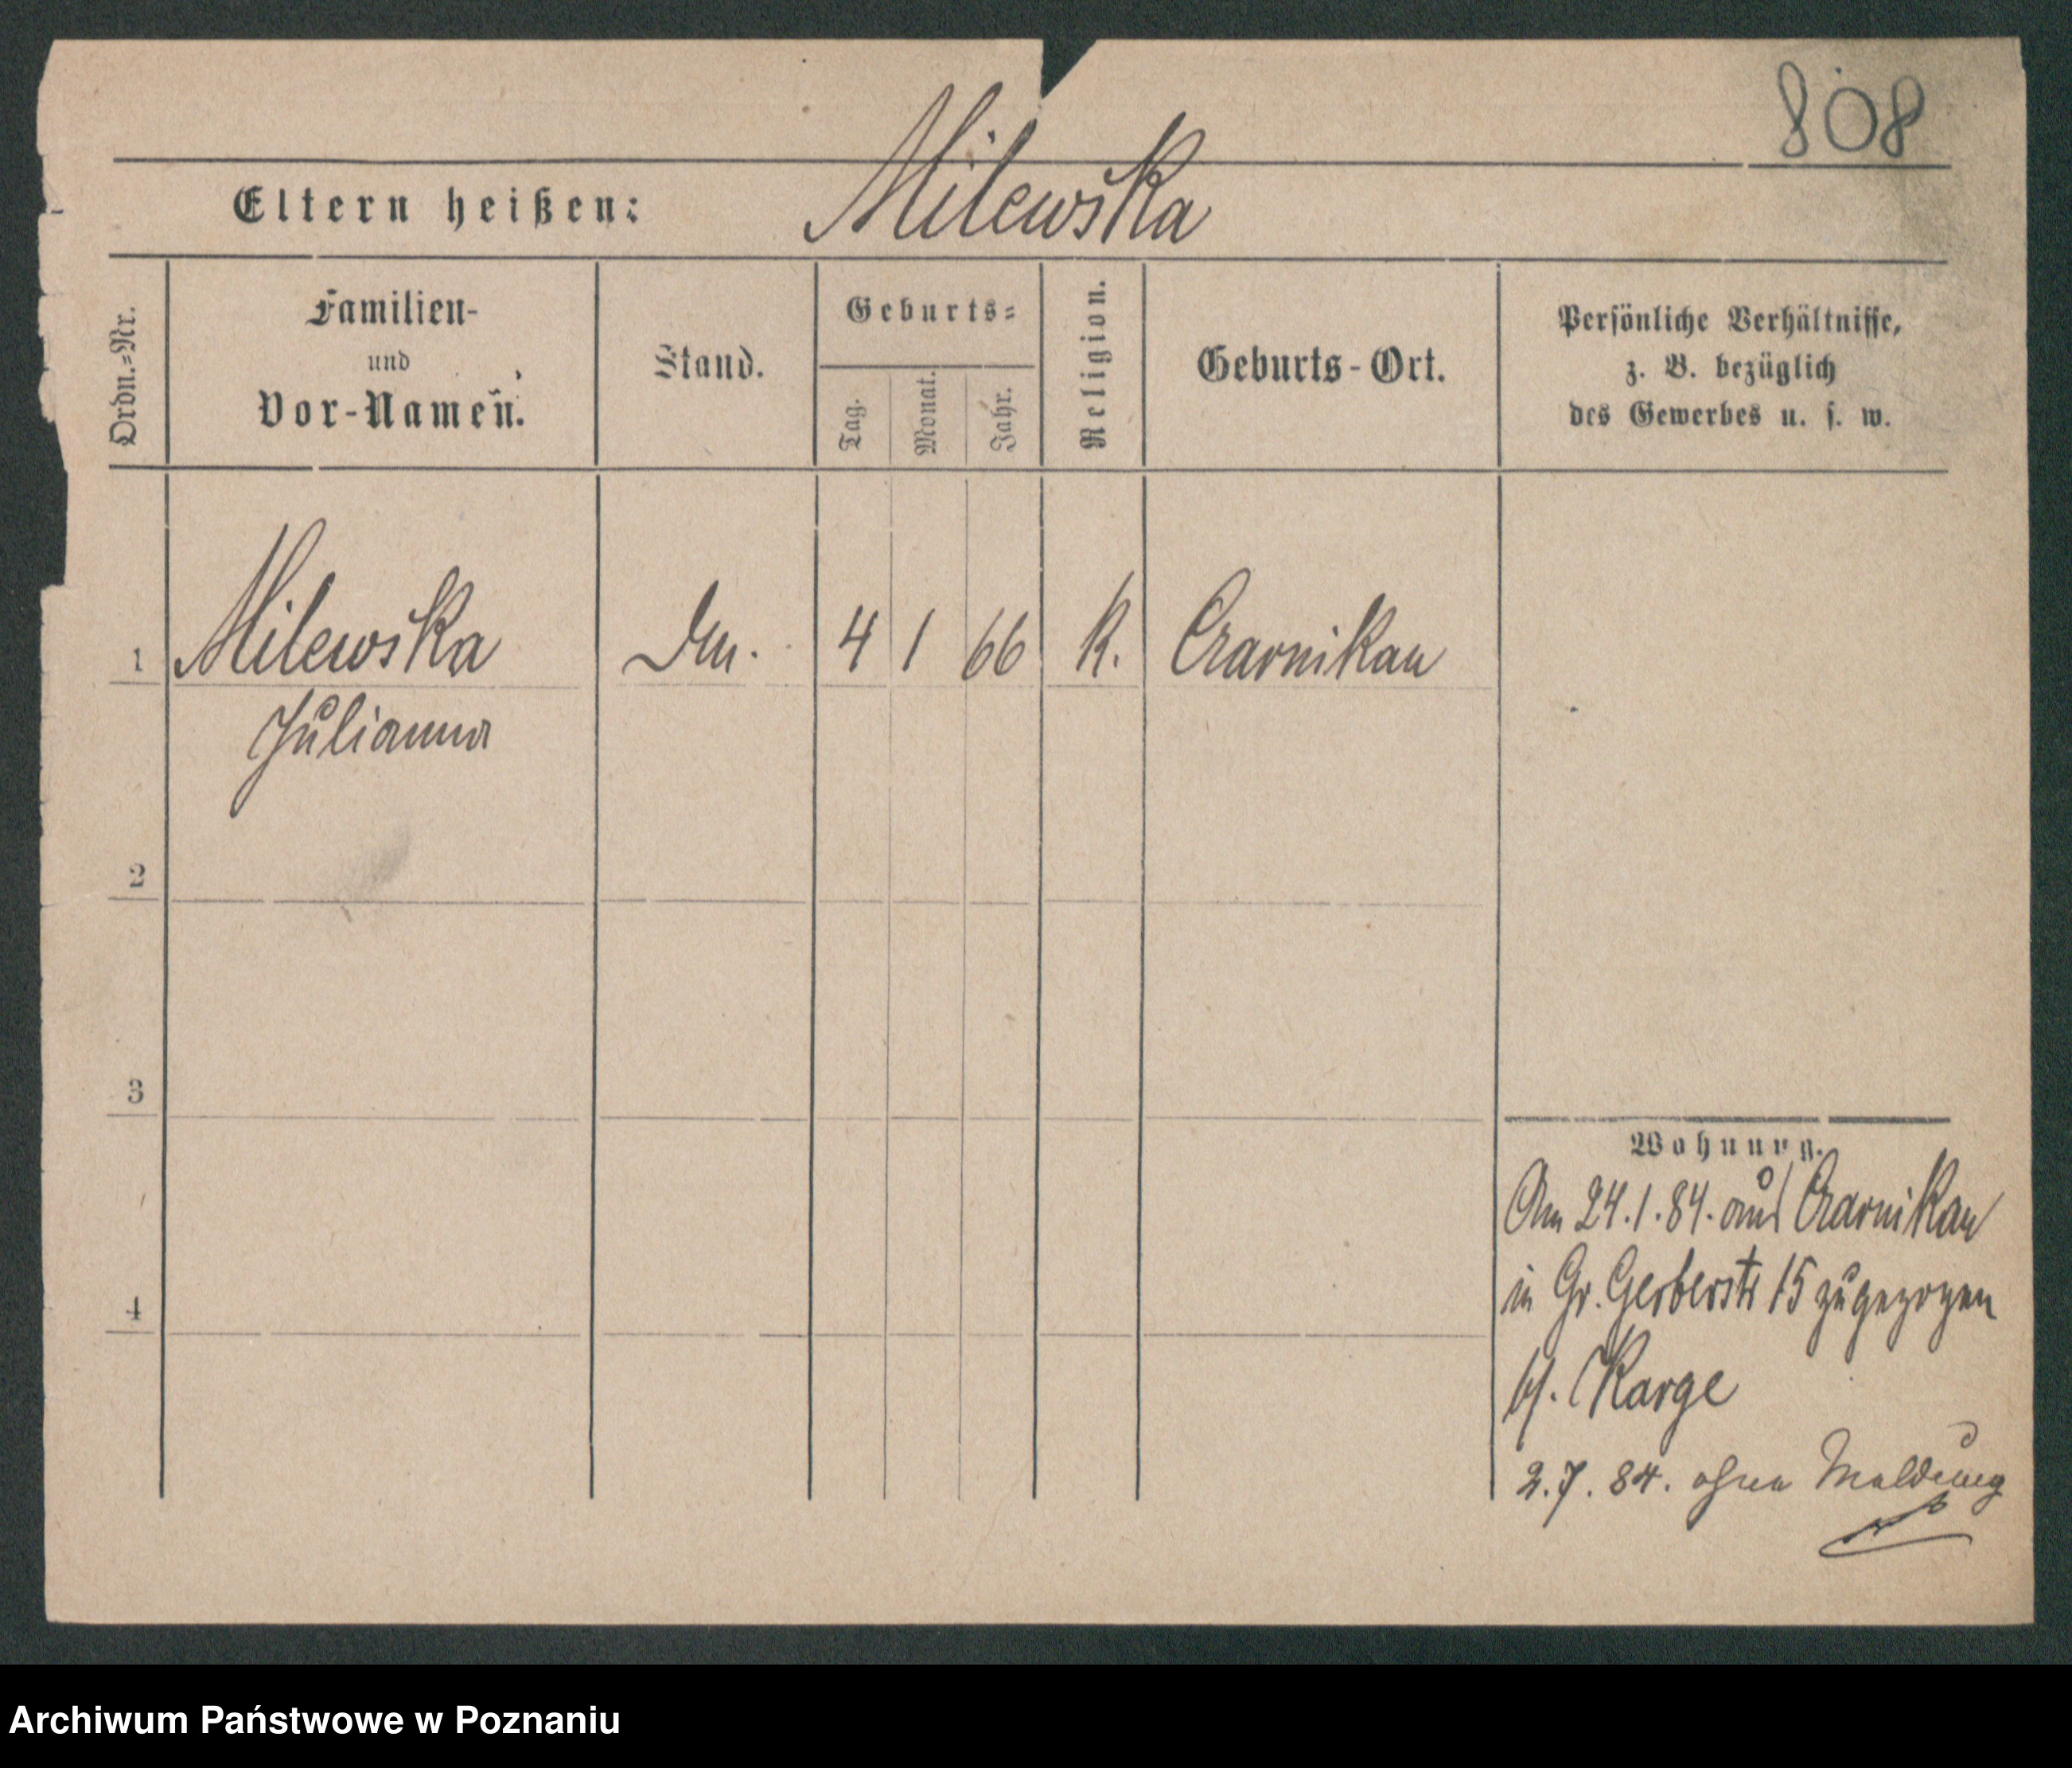 808
Eltern heißen: Milewska
Ordn.=Nr.
Familien-
und
Vor-Namen.
Stand.
Geburts=
Tag.
Monat.
Jahr.
Religion.
Geburts-Ort.
Persönliche Verhältnisse,
z. B. bezüglich
des Gewerbes u. s. w.
1 Milewska 4 1 66 K. Czarnikau
Julianna
2
3
4
Wohnung.
Am 24.1.84. aus Czarnikau
in Gr. Gerberstr 15 zugezogen
Karge
2.7.84. ohne Meldung
Archiwum Państwowe w Poznaniu